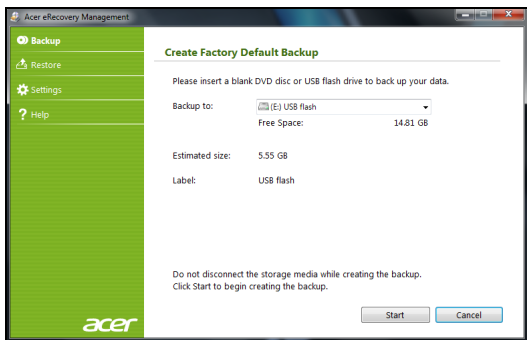 Acer eRecovery Management
Backup
Restore
Settings
Help
Create Factory Default Backup
Please insert a blank DVD disc or USB flash drive to back up your data.
Backup to: (E:) USB flash
Free Space: 14.81 GB
Estimated size: 5.55 GB
Label: USB flash
Do not disconnect the storage media while creating the backup.
Click Start to begin creating the backup.
Start Cancel
acer